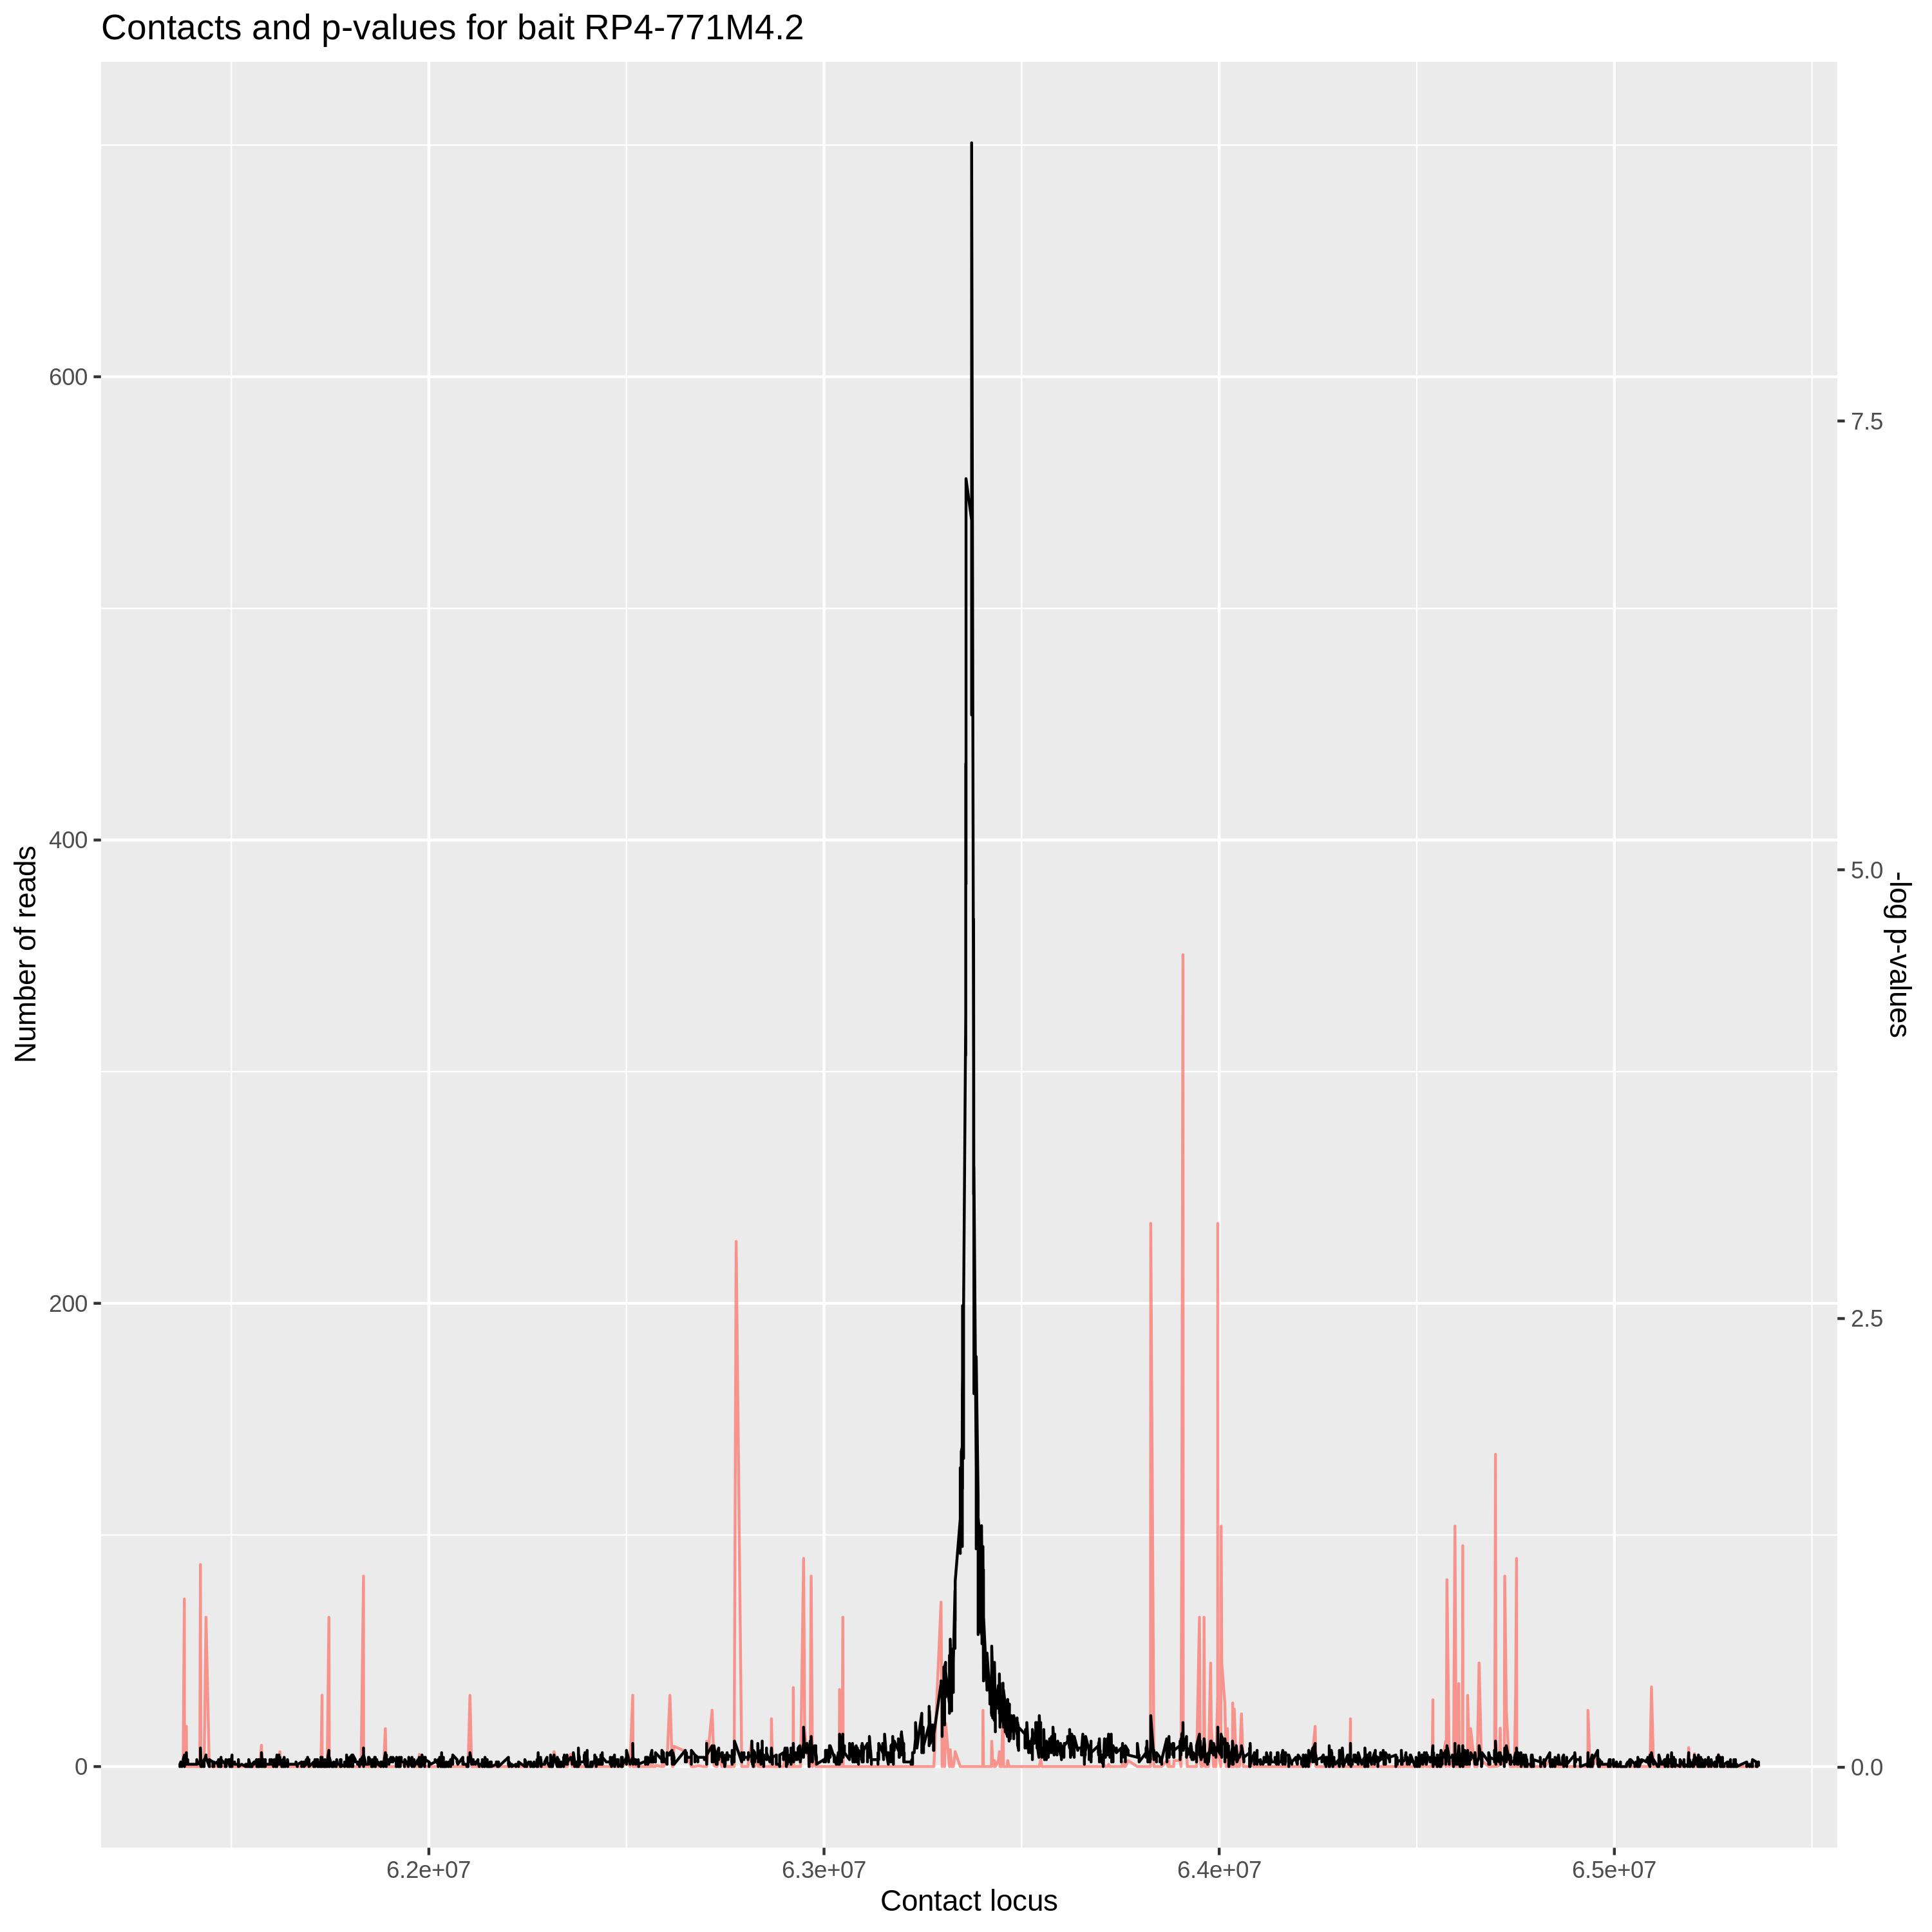 Contacts and p-values for bait RP4-771M4.2
600
400
200
0
Number of reads
7.5
5.0
2.5
0.0
-log p-values
6.2e+07
6.3e+07
6.4e+07
6.5e+07
Contact locus